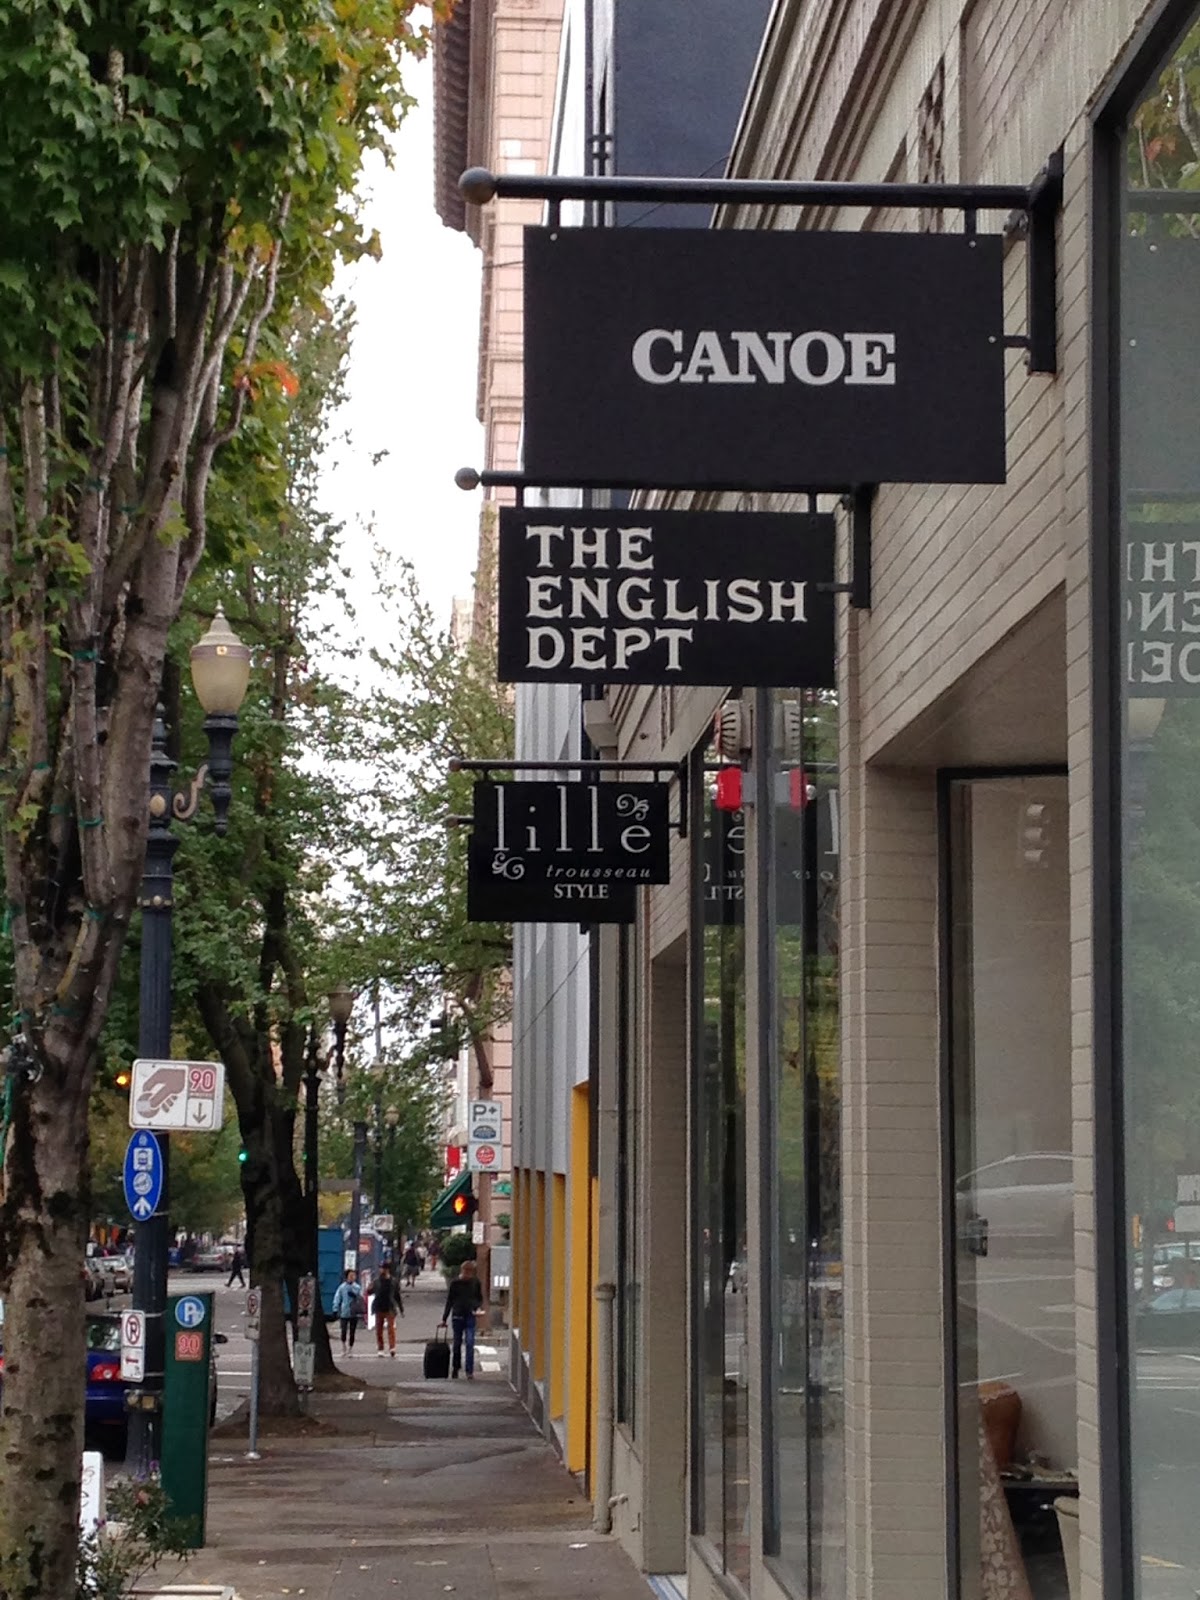 CANOE
THE
ENGLISH
DEPT
lille
trousseau
STYLE
90
P+
P
90
P